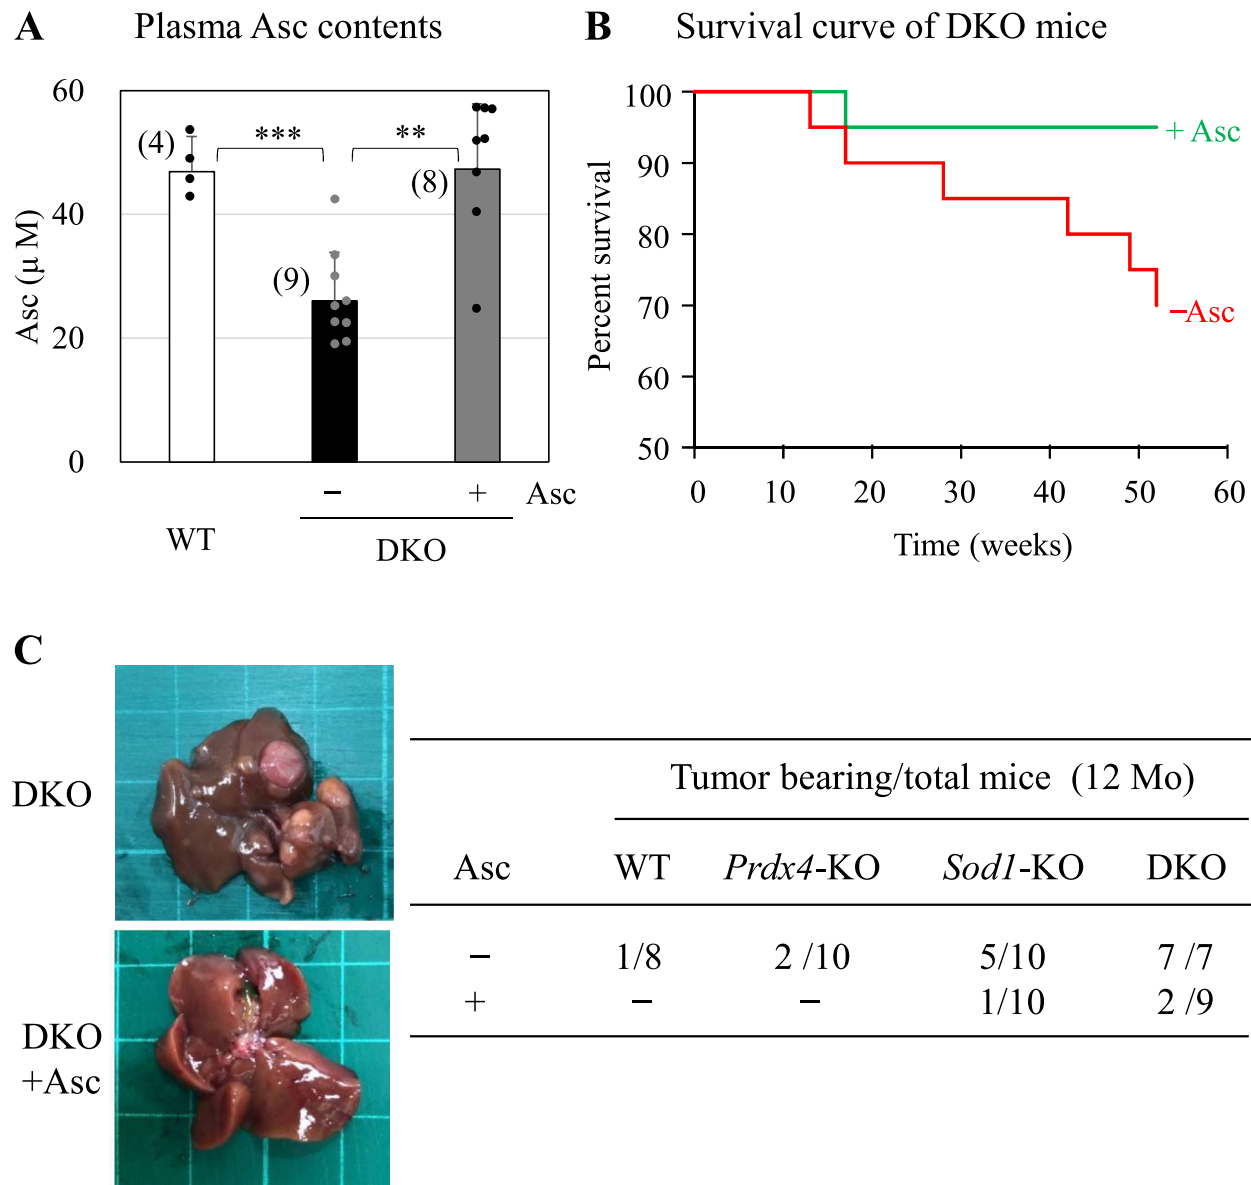 A Plasma Asc contents
60
40
20
0
Asc (μ M)
(4)
***
**
(9)
(8)
− + Asc
WT
DKO
B Survival curve of DKO mice
100
90
80
70
60
50
Percent survival
+ Asc
−Asc
0 10 20 30 40 50 60
Time (weeks)
C
DKO
DKO
+Asc
Tumor bearing/total mice (12 Mo)
Asc WT Prdx4-KO Sod1-KO DKO
− 1/8 2 /10 5/10 7 /7
+ − − 1/10 2 /9